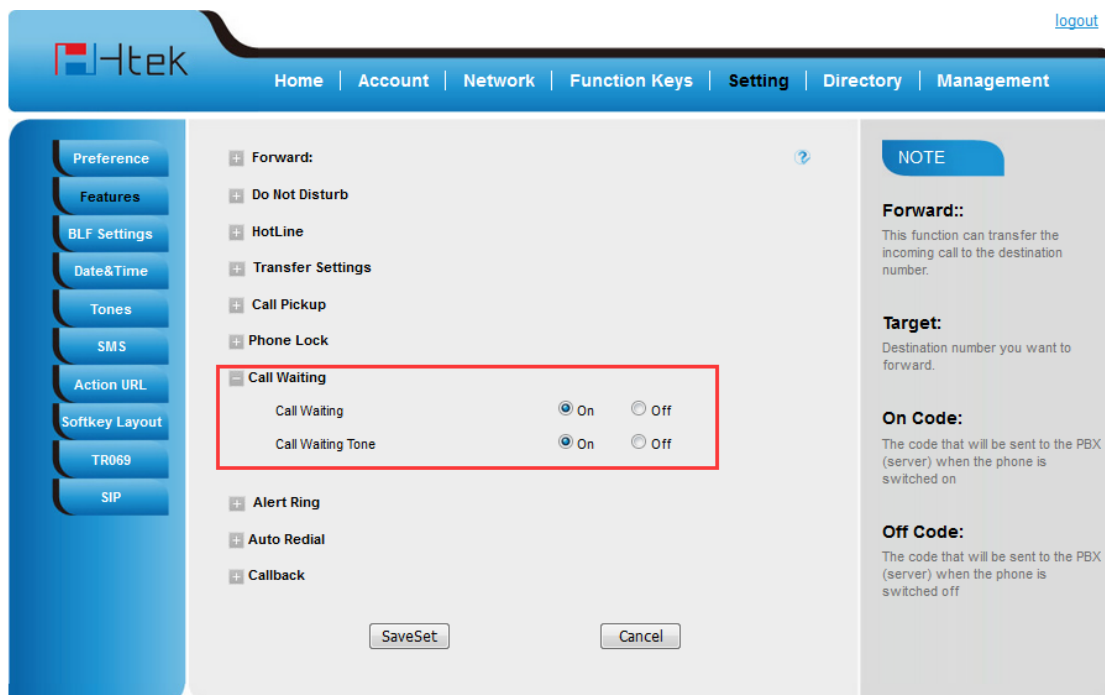 logout
Htek
Home Account Network Function Keys Setting Directory Management
Preference
Features
BLF Settings
Date&Time
Tones
SMS
Action URL
Softkey Layout
TR069
SIP
Forward:
Do Not Disturb
HotLine
Transfer Settings
Call Pickup
Phone Lock
Call Waiting
Call Waiting On Off
Call Waiting Tone On Off
Alert Ring
Auto Redial
Callback
SaveSet Cancel
NOTE
Forward::
This function can transfer the
incoming call to the destination
number.
Target:
Destination number you want to
forward.
On Code:
The code that will be sent to the PBX
(server) when the phone is
switched on
Off Code:
The code that will be sent to the PBX
(server) when the phone is
switched off